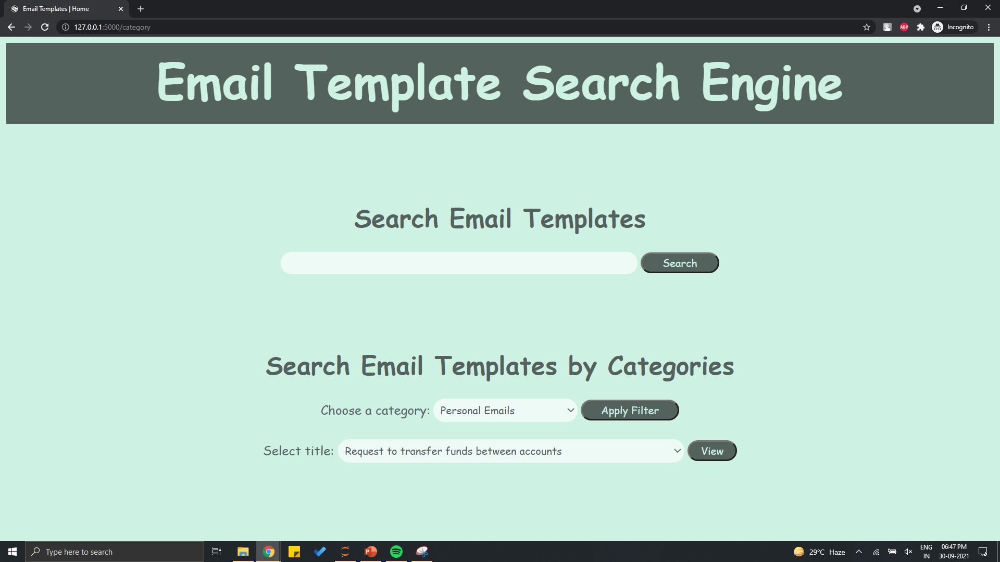 Email Templates | Home
127.0.0.1:5000/category
ABP
Incognito
Email Template Search Engine
Search Email Templates
Search
Search Email Templates by Categories
Choose a category: Personal Emails Apply Filter
Select title: Request to transfer funds between accounts View
Type here to search
P
29°C Haze
ENG
IN
06:47 PM
30-09-2021